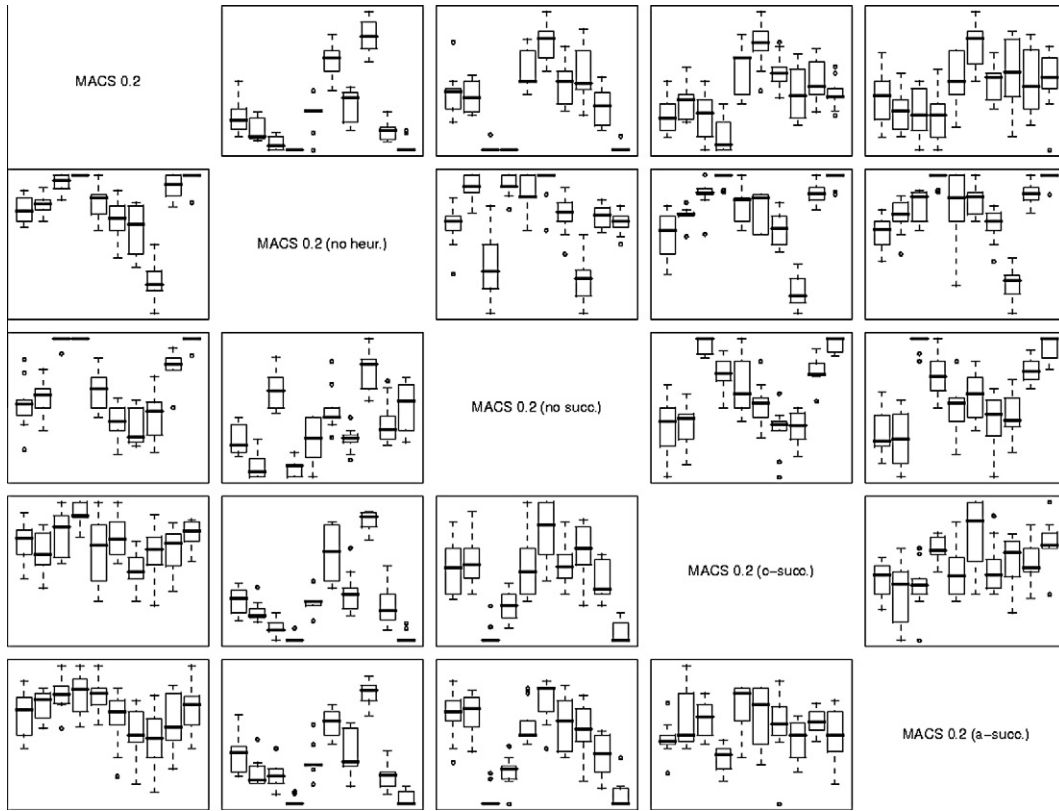 MACS 0.2
MACS 0.2 (no heur.)
MACS 0.2 (no succ.)
MACS 0.2 (c-succ.)
MACS 0.2 (a-succ.)